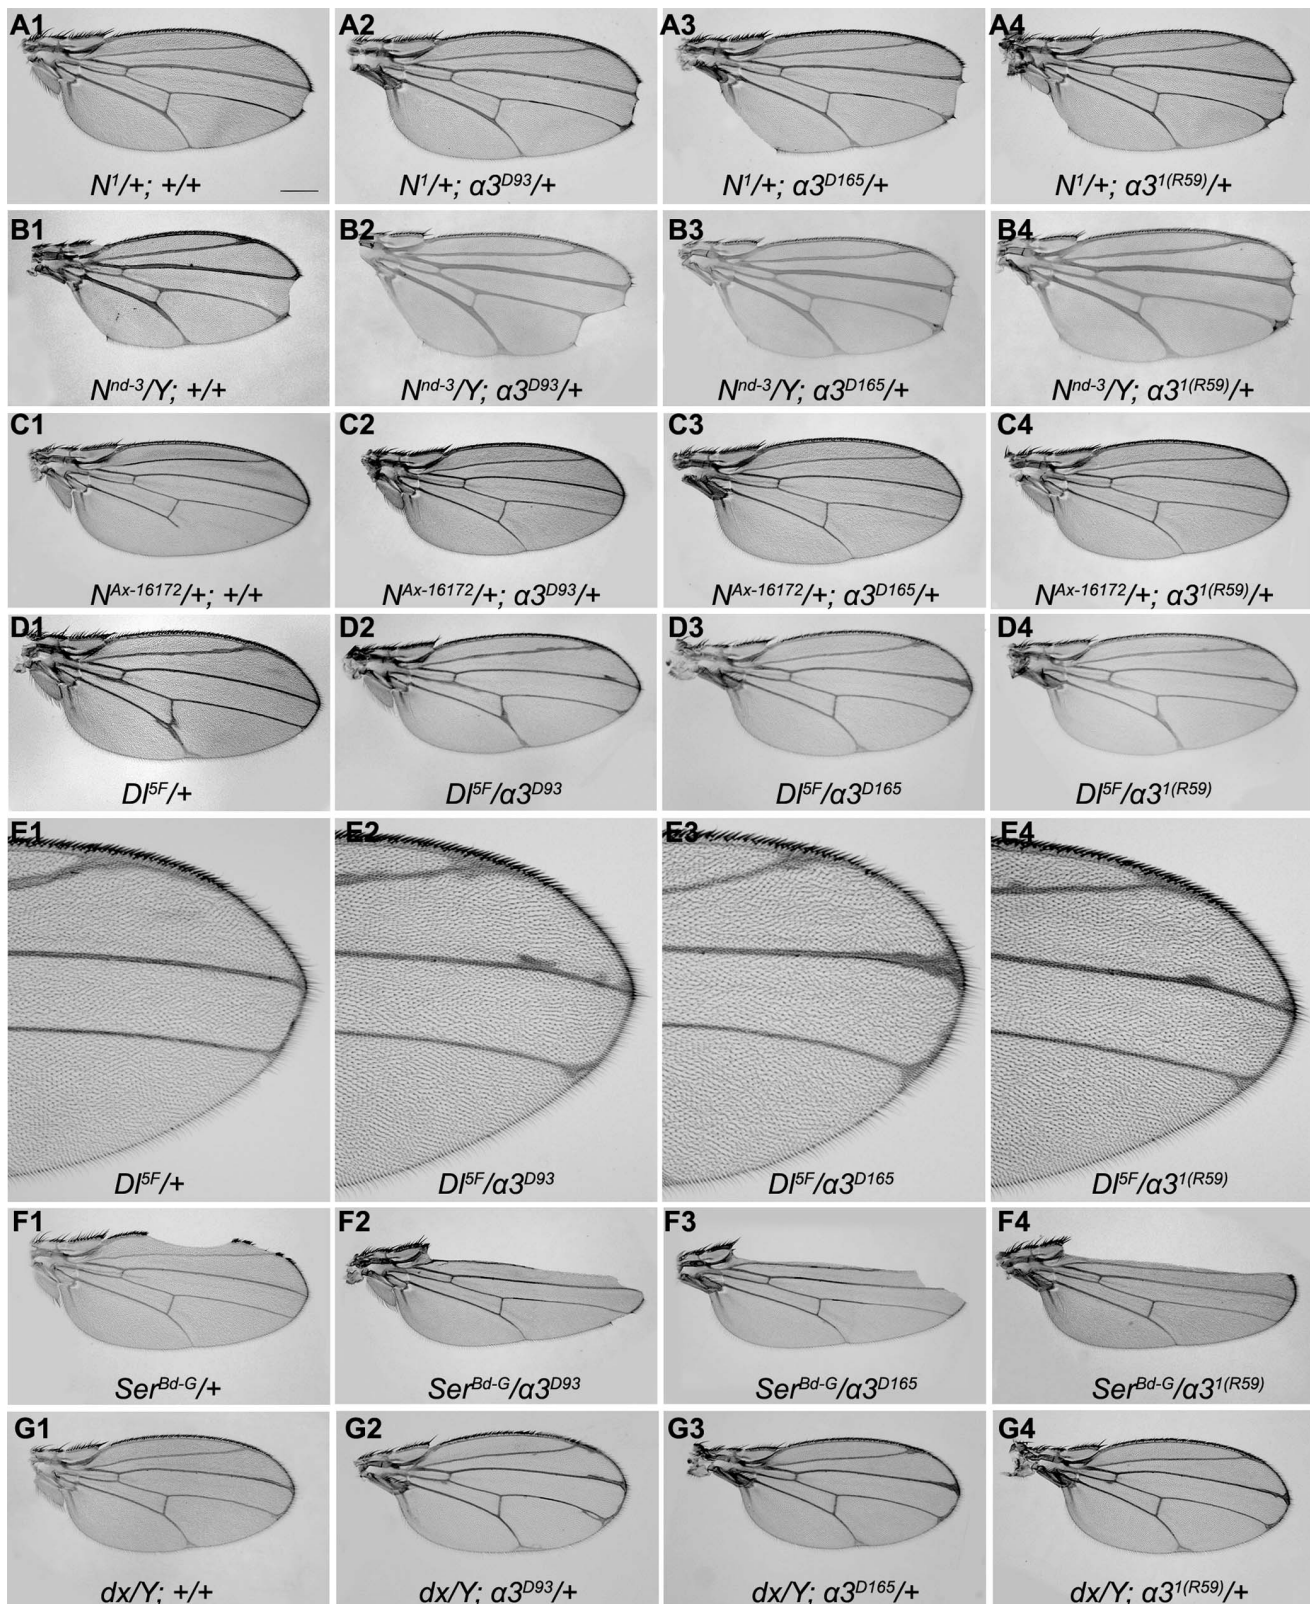 A1 A2 A3 A4
N¹/+; +/+ N¹/+; α3ᴰ⁹³/+ N¹/+; α3ᴰ¹⁶⁵/+ N¹/+; α3¹⁽ᴿ⁵⁹⁾/+
B1 B2 B3 B4
Nⁿᵈ⁻³/Y; +/+ Nⁿᵈ⁻³/Y; α3ᴰ⁹³/+ Nⁿᵈ⁻³/Y; α3ᴰ¹⁶⁵/+ Nⁿᵈ⁻³/Y; α3¹⁽ᴿ⁵⁹⁾/+
C1 C2 C3 C4
Nᴬˣ⁻¹⁶¹⁷²/+; +/+ Nᴬˣ⁻¹⁶¹⁷²/+; α3ᴰ⁹³/+ Nᴬˣ⁻¹⁶¹⁷²/+; α3ᴰ¹⁶⁵/+ Nᴬˣ⁻¹⁶¹⁷²/+; α3¹⁽ᴿ⁵⁹⁾/+
D1 D2 D3 D4
Dl⁵ᶠ/+ Dl⁵ᶠ/α3ᴰ⁹³ Dl⁵ᶠ/α3ᴰ¹⁶⁵ Dl⁵ᶠ/α3¹⁽ᴿ⁵⁹⁾
E1 E2 E3 E4
Dl⁵ᶠ/+ Dl⁵ᶠ/α3ᴰ⁹³ Dl⁵ᶠ/α3ᴰ¹⁶⁵ Dl⁵ᶠ/α3¹⁽ᴿ⁵⁹⁾
F1 F2 F3 F4
Serᴮᵈ⁻ᴳ/+ Serᴮᵈ⁻ᴳ/α3ᴰ⁹³ Serᴮᵈ⁻ᴳ/α3ᴰ¹⁶⁵ Serᴮᵈ⁻ᴳ/α3¹⁽ᴿ⁵⁹⁾
G1 G2 G3 G4
dx/Y; +/+ dx/Y; α3ᴰ⁹³/+ dx/Y; α3ᴰ¹⁶⁵/+ dx/Y; α3¹⁽ᴿ⁵⁹⁾/+